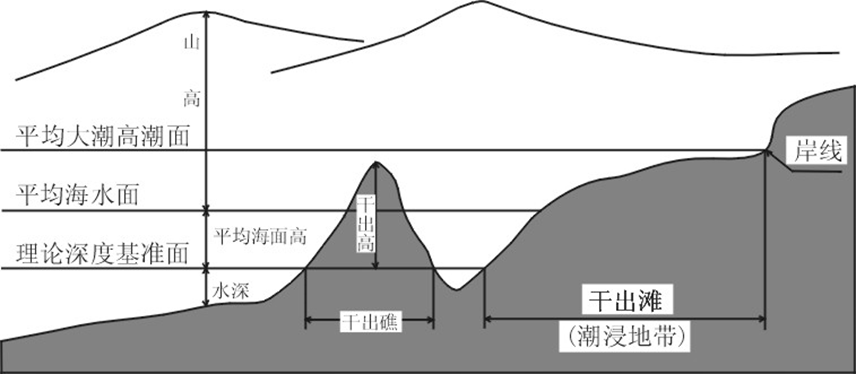 山
高
平均大潮高潮面
岸线
平均海水面
干出高
平均海面高
理论深度基准面
水深
干出礁
干出滩
(潮浸地带)